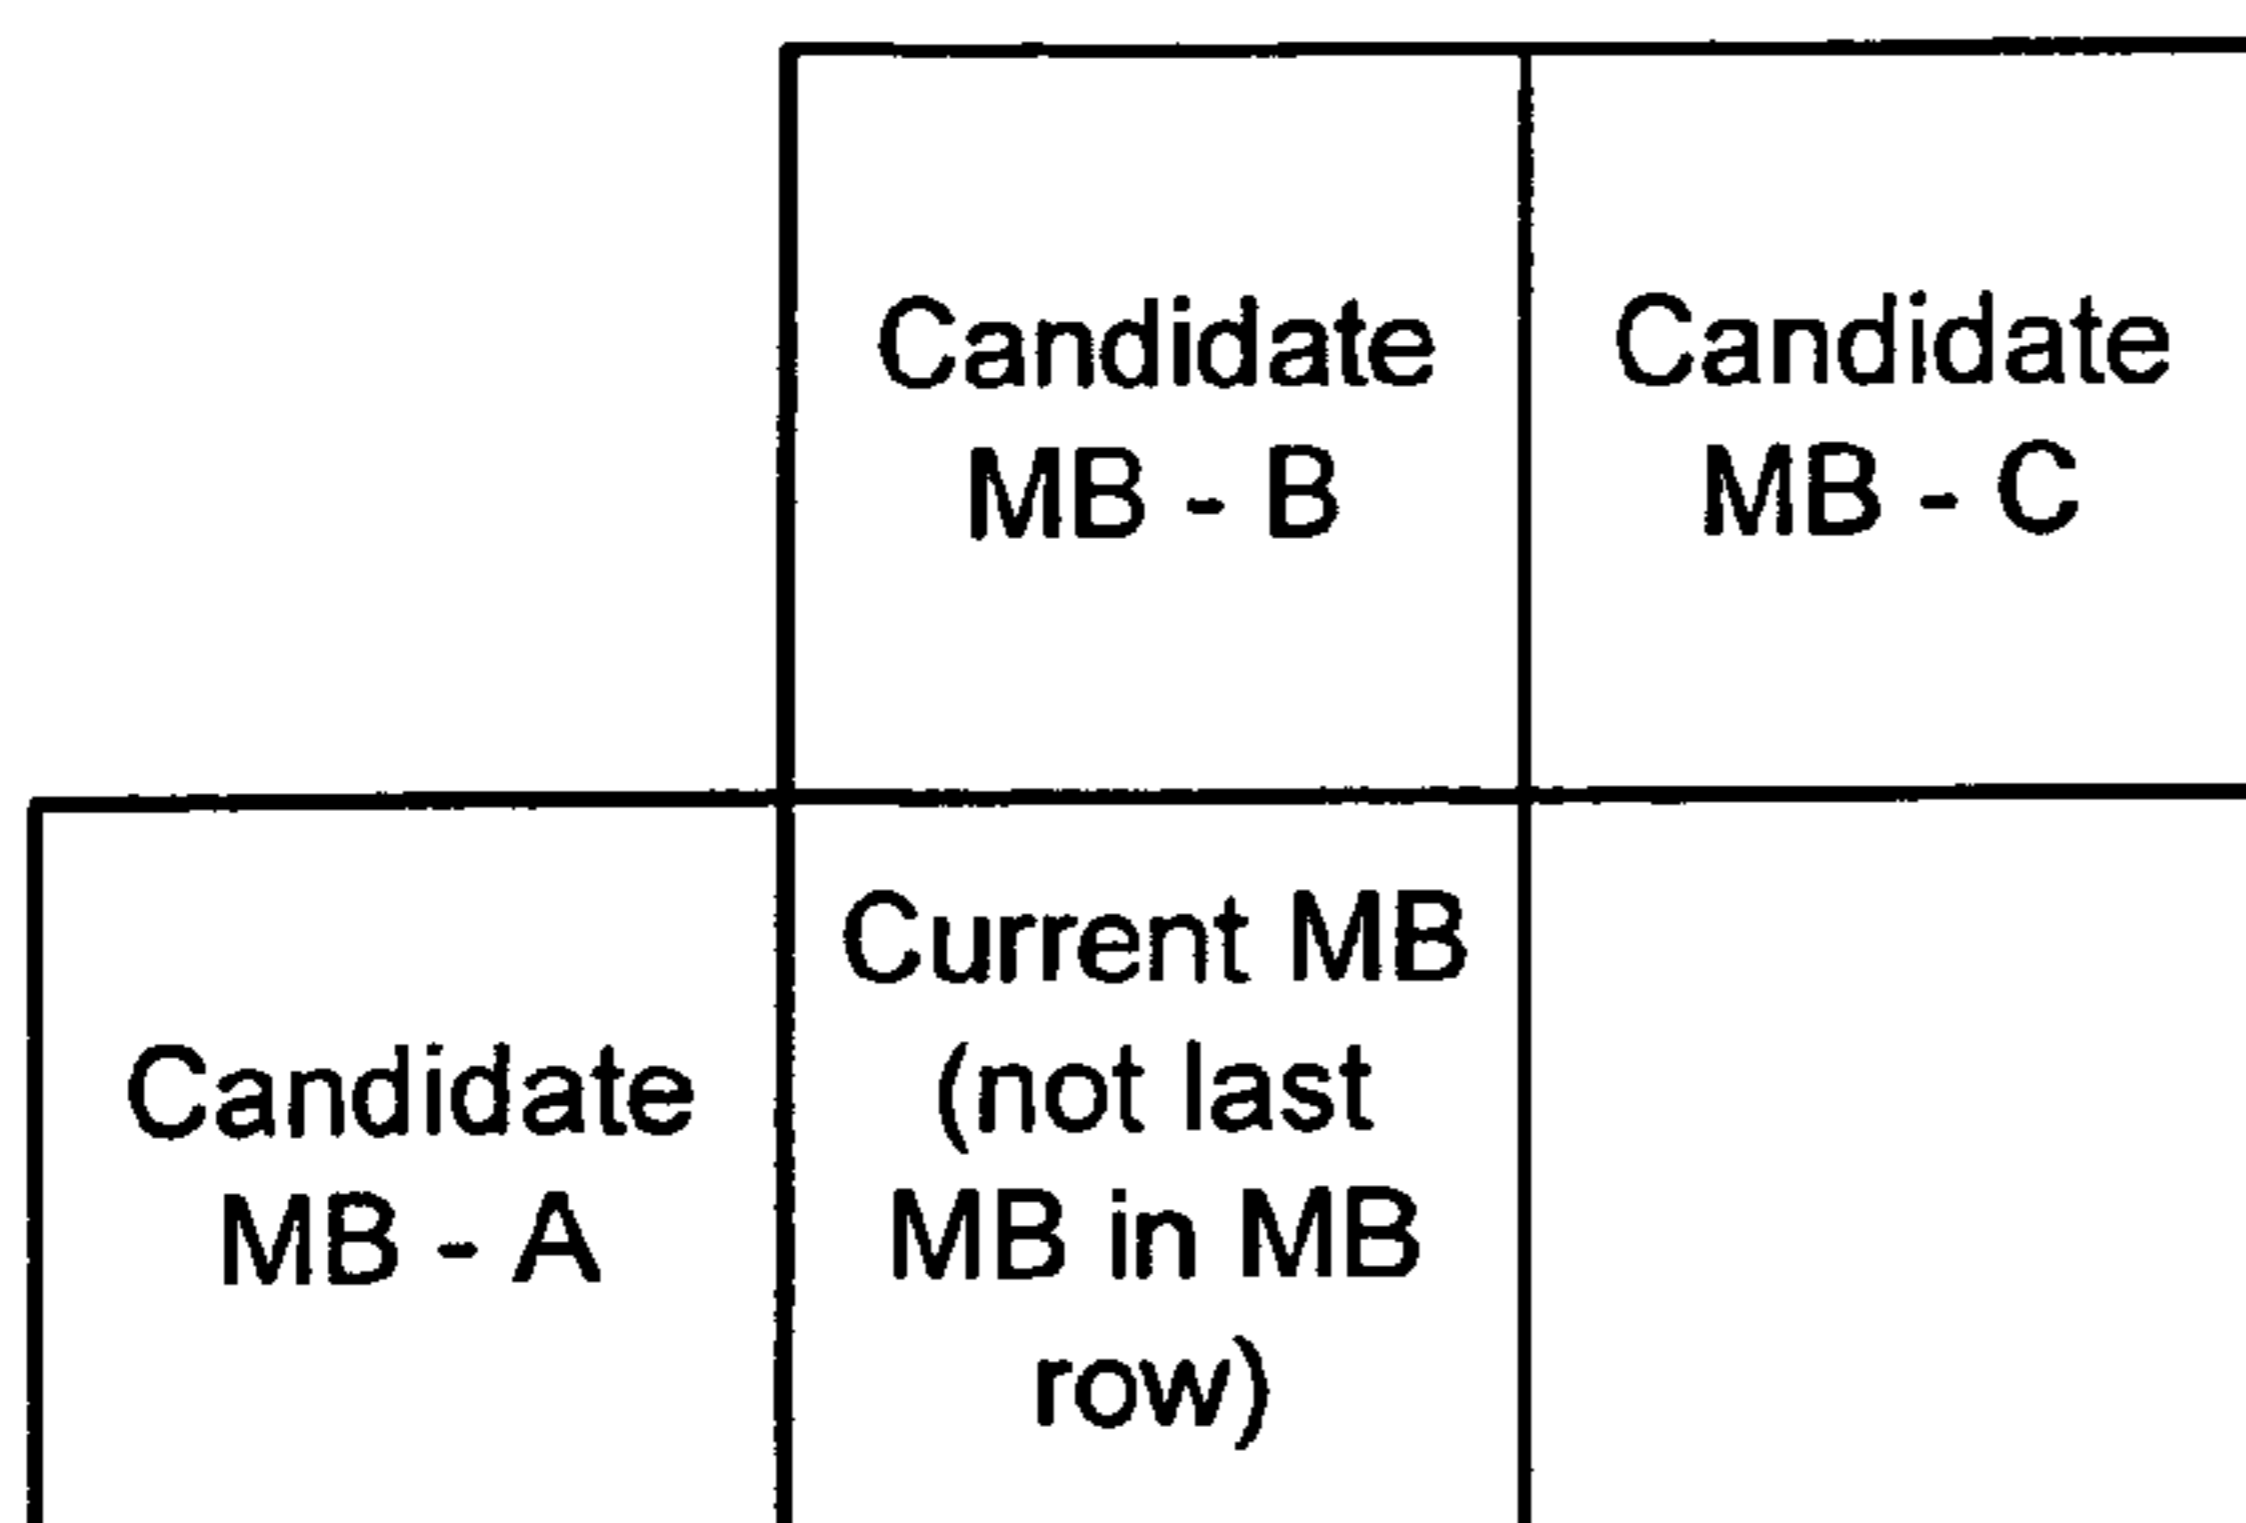 Candidate
MB - B
Candidate
MB - C
Candidate
MB - A
Current MB
(not last
MB in MB
row)